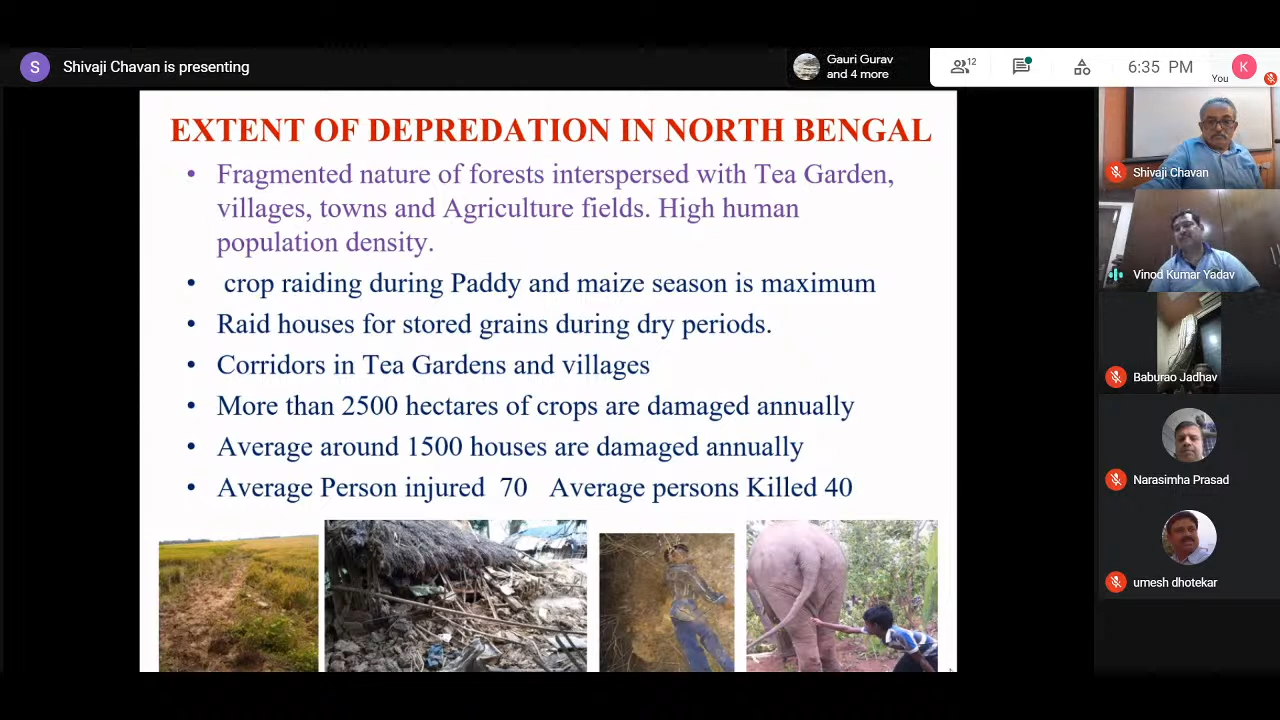 S
Shivaji Chavan is presenting
Gauri Gurav
and 4 more
12
6:35 PM
You
K
EXTENT OF DEPREDATION IN NORTH BENGAL
• Fragmented nature of forests interspersed with Tea Garden,
villages, towns and Agriculture fields. High human
population density.
• crop raiding during Paddy and maize season is maximum
• Raid houses for stored grains during dry periods.
• Corridors in Tea Gardens and villages
• More than 2500 hectares of crops are damaged annually
• Average around 1500 houses are damaged annually
• Average Person injured 70 Average persons Killed 40
Shivaji Chavan
Vinod Kumar Yadav
Baburao Jadhav
Narasimha Prasad
umesh dhotekar